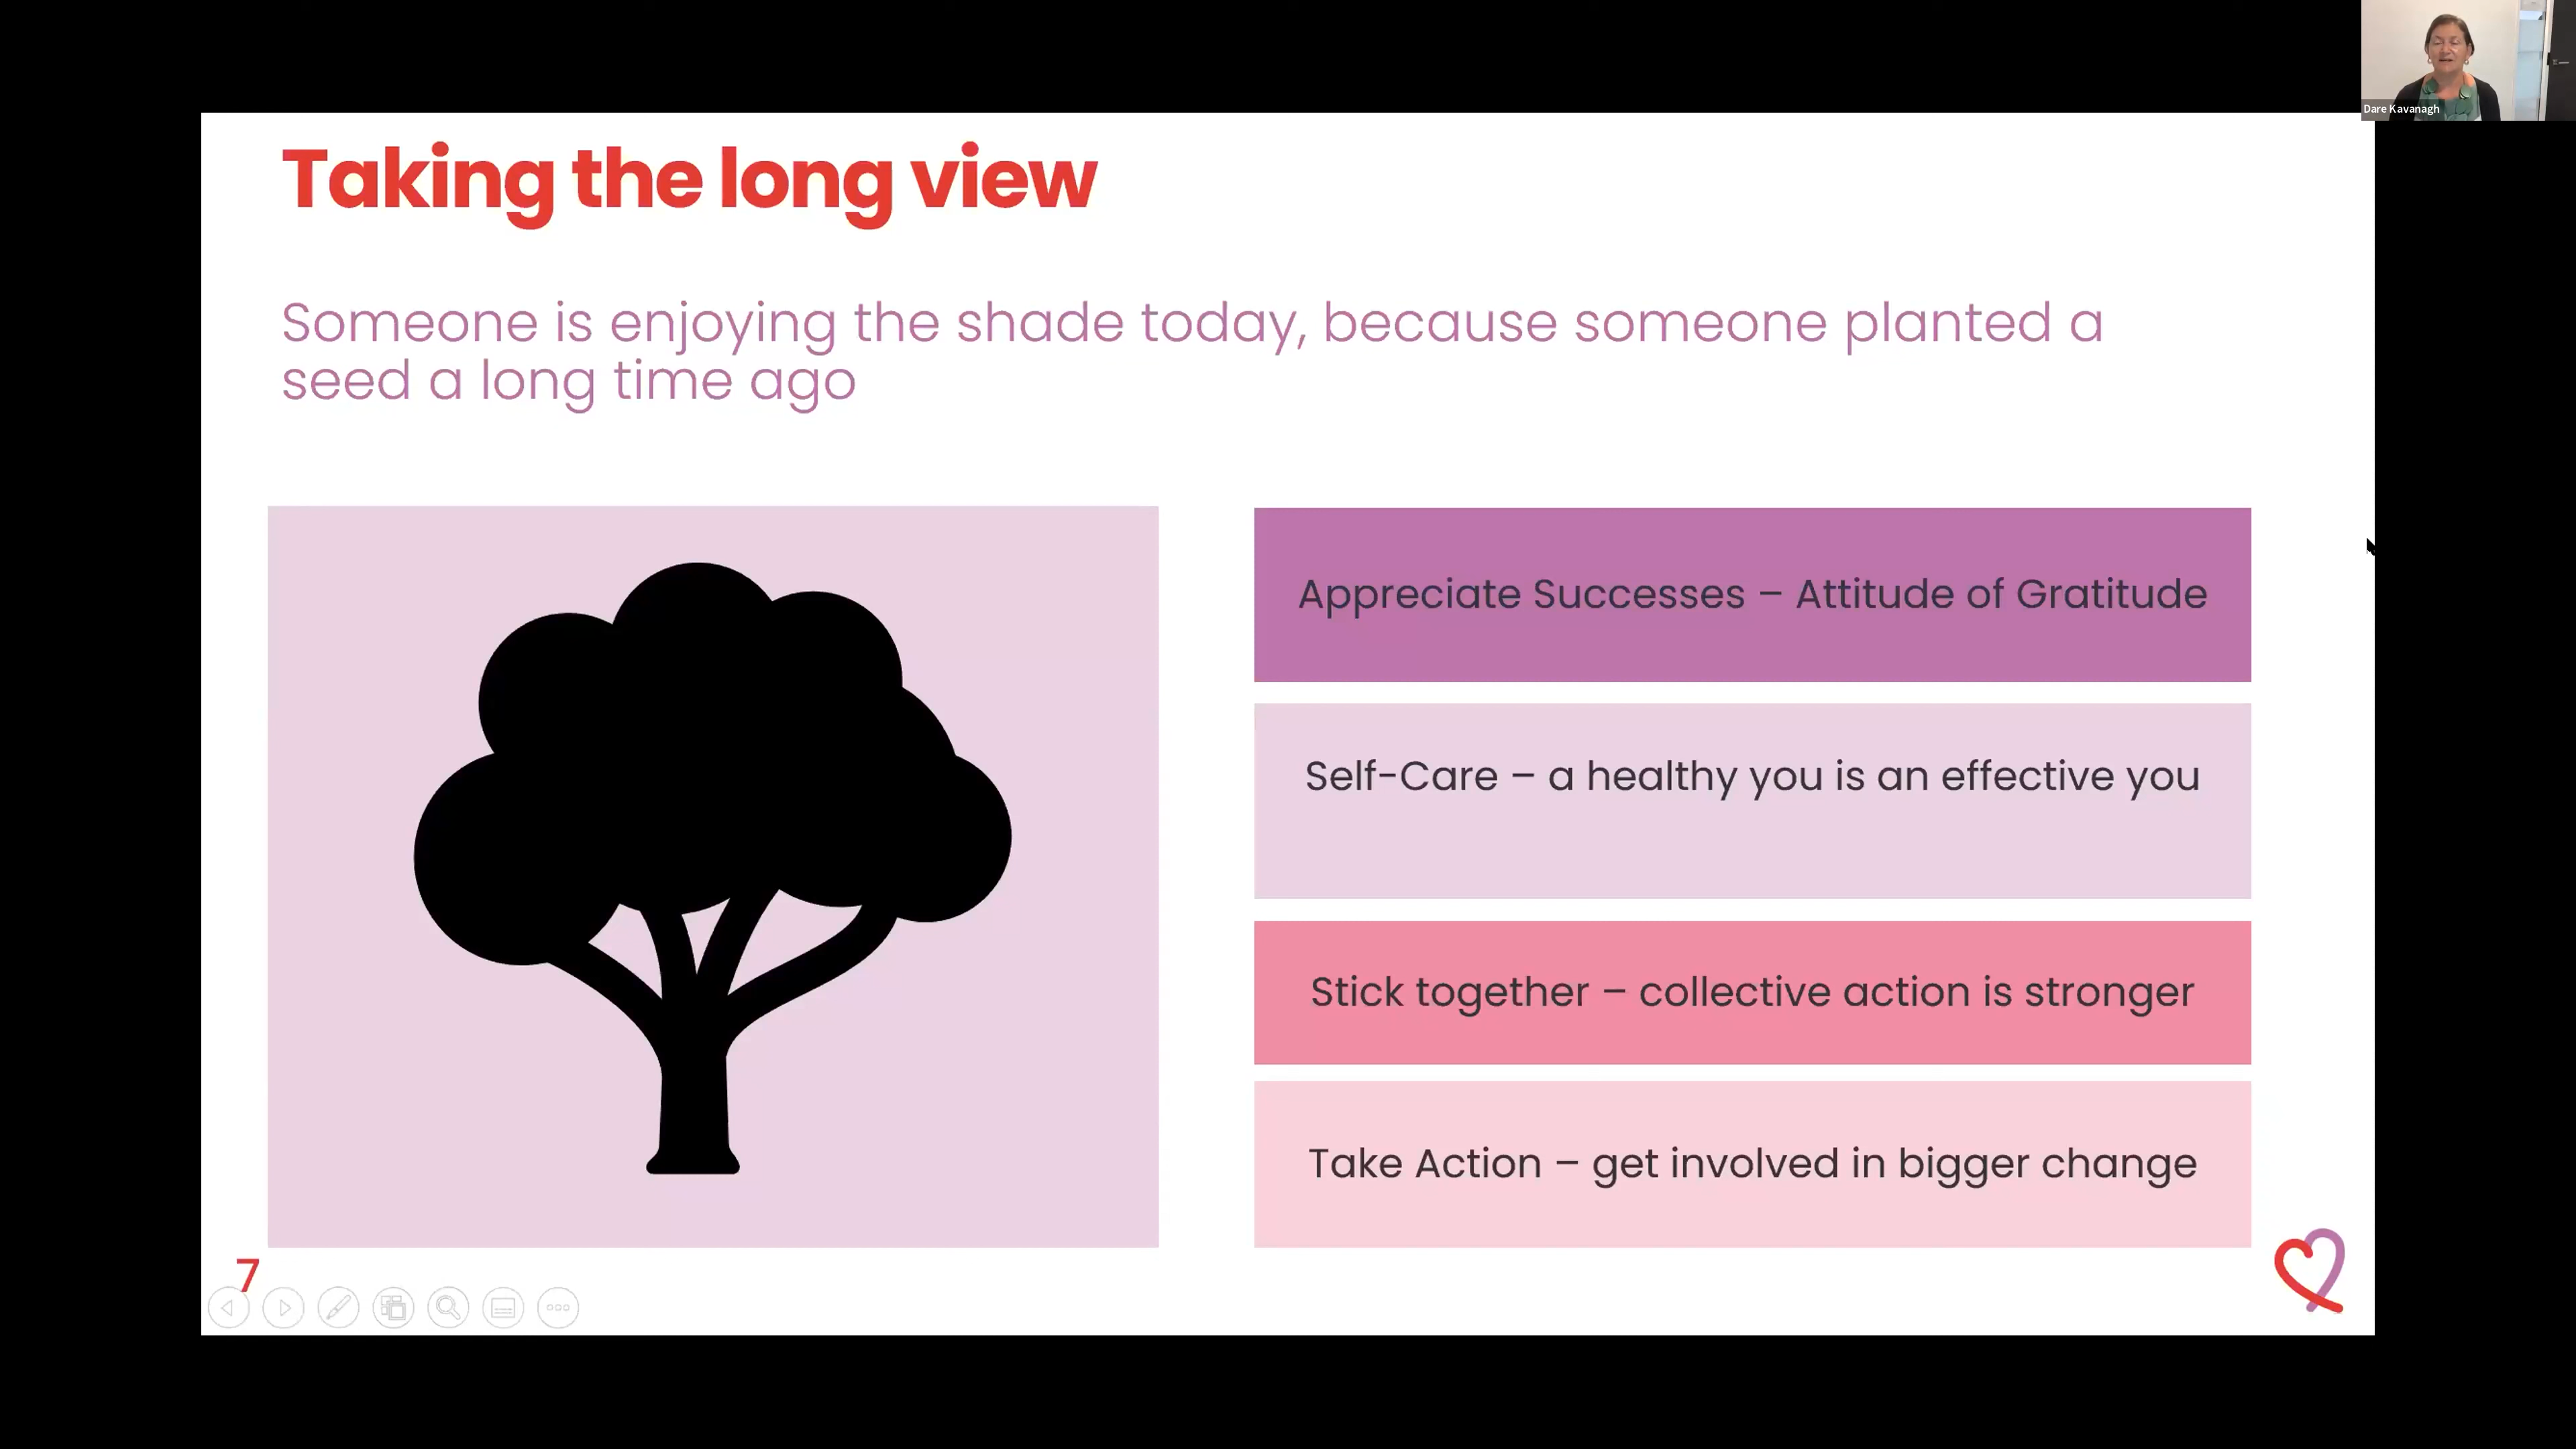 Dare Kavanagh
Taking the long view
Someone is enjoying the shade today, because someone planted a
seed a long time ago
Appreciate Successes – Attitude of Gratitude
Self-Care – a healthy you is an effective you
Stick together – collective action is stronger
Take Action – get involved in bigger change
7